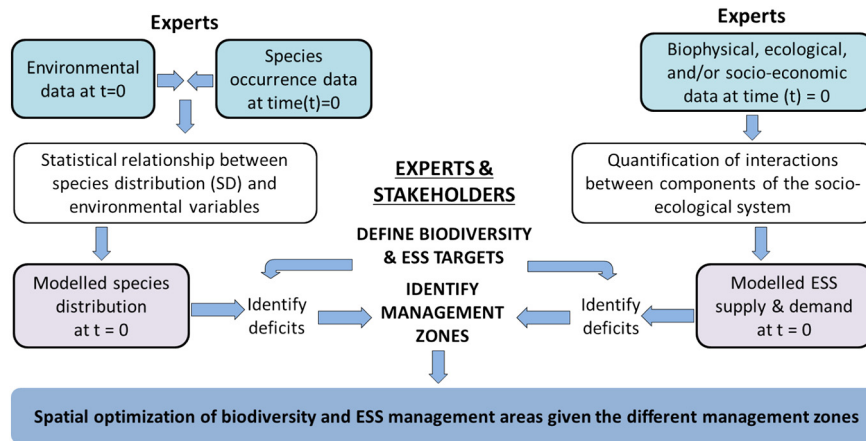 Experts
Environmental
data at t=0
Species
occurrence data
at time(t)=0
Statistical relationship between
species distribution (SD) and
environmental variables
Modelled species
distribution
at t = 0
Identify
deficits
EXPERTS &
STAKEHOLDERS
DEFINE BIODIVERSITY
& ESS TARGETS
IDENTIFY
MANAGEMENT
ZONES
Experts
Biophysical, ecological,
and/or socio-economic
data at time (t) = 0
Quantification of interactions
between components of the socio-
ecological system
Modelled ESS
supply & demand
at t = 0
Identify
deficits
Spatial optimization of biodiversity and ESS management areas given the different management zones